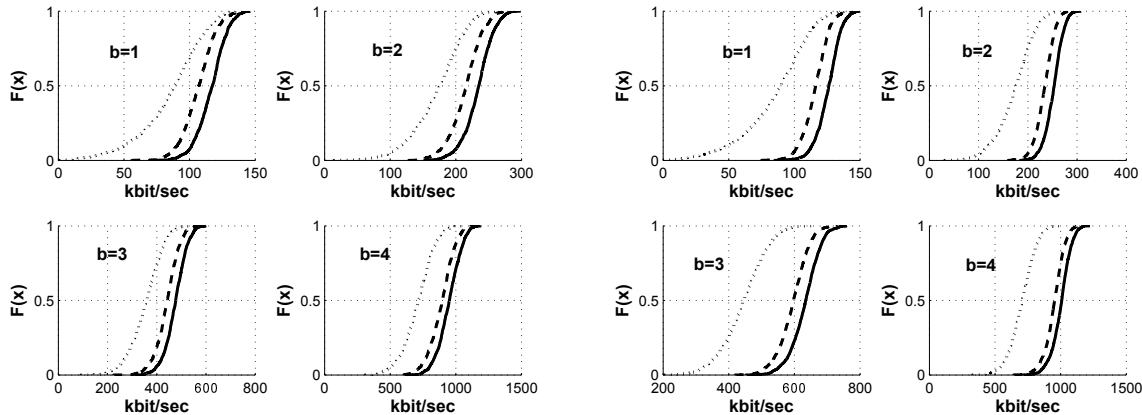 1
0.5
0
F(x)
b=1
0 50 100 150
kbit/sec
1
0.5
0
F(x)
b=2
0 100 200 300
kbit/sec
1
0.5
0
F(x)
b=1
0 50 100 150
kbit/sec
1
0.5
0
F(x)
b=2
0 100 200 300 400
kbit/sec
1
0.5
0
F(x)
b=3
0 200 400 600 800
kbit/sec
1
0.5
0
F(x)
b=4
0 500 1000 1500
kbit/sec
1
0.5
0
F(x)
b=3
200 400 600 800
kbit/sec
1
0.5
0
F(x)
b=4
0 500 1000 1500
kbit/sec